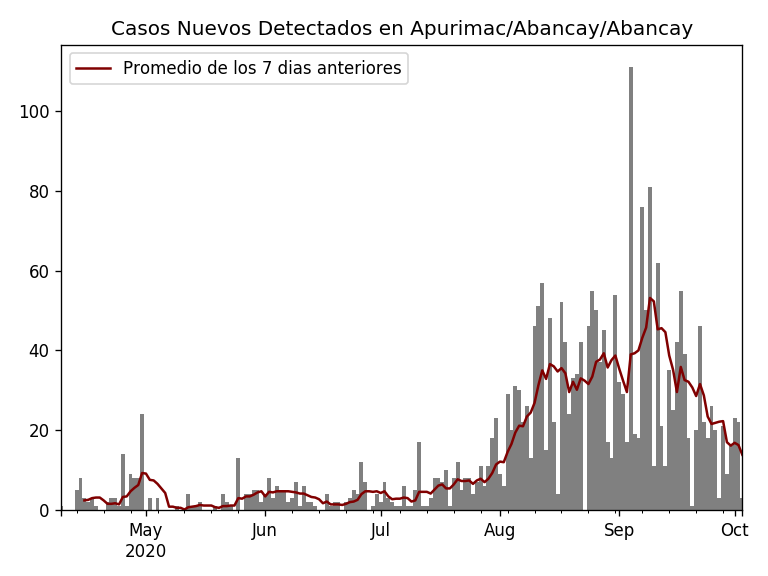 Casos Nuevos Detectados en Apurimac/Abancay/Abancay
Promedio de los 7 dias anteriores
100
80
60
40
20
0
May Jun Jul Aug Sep Oct
2020